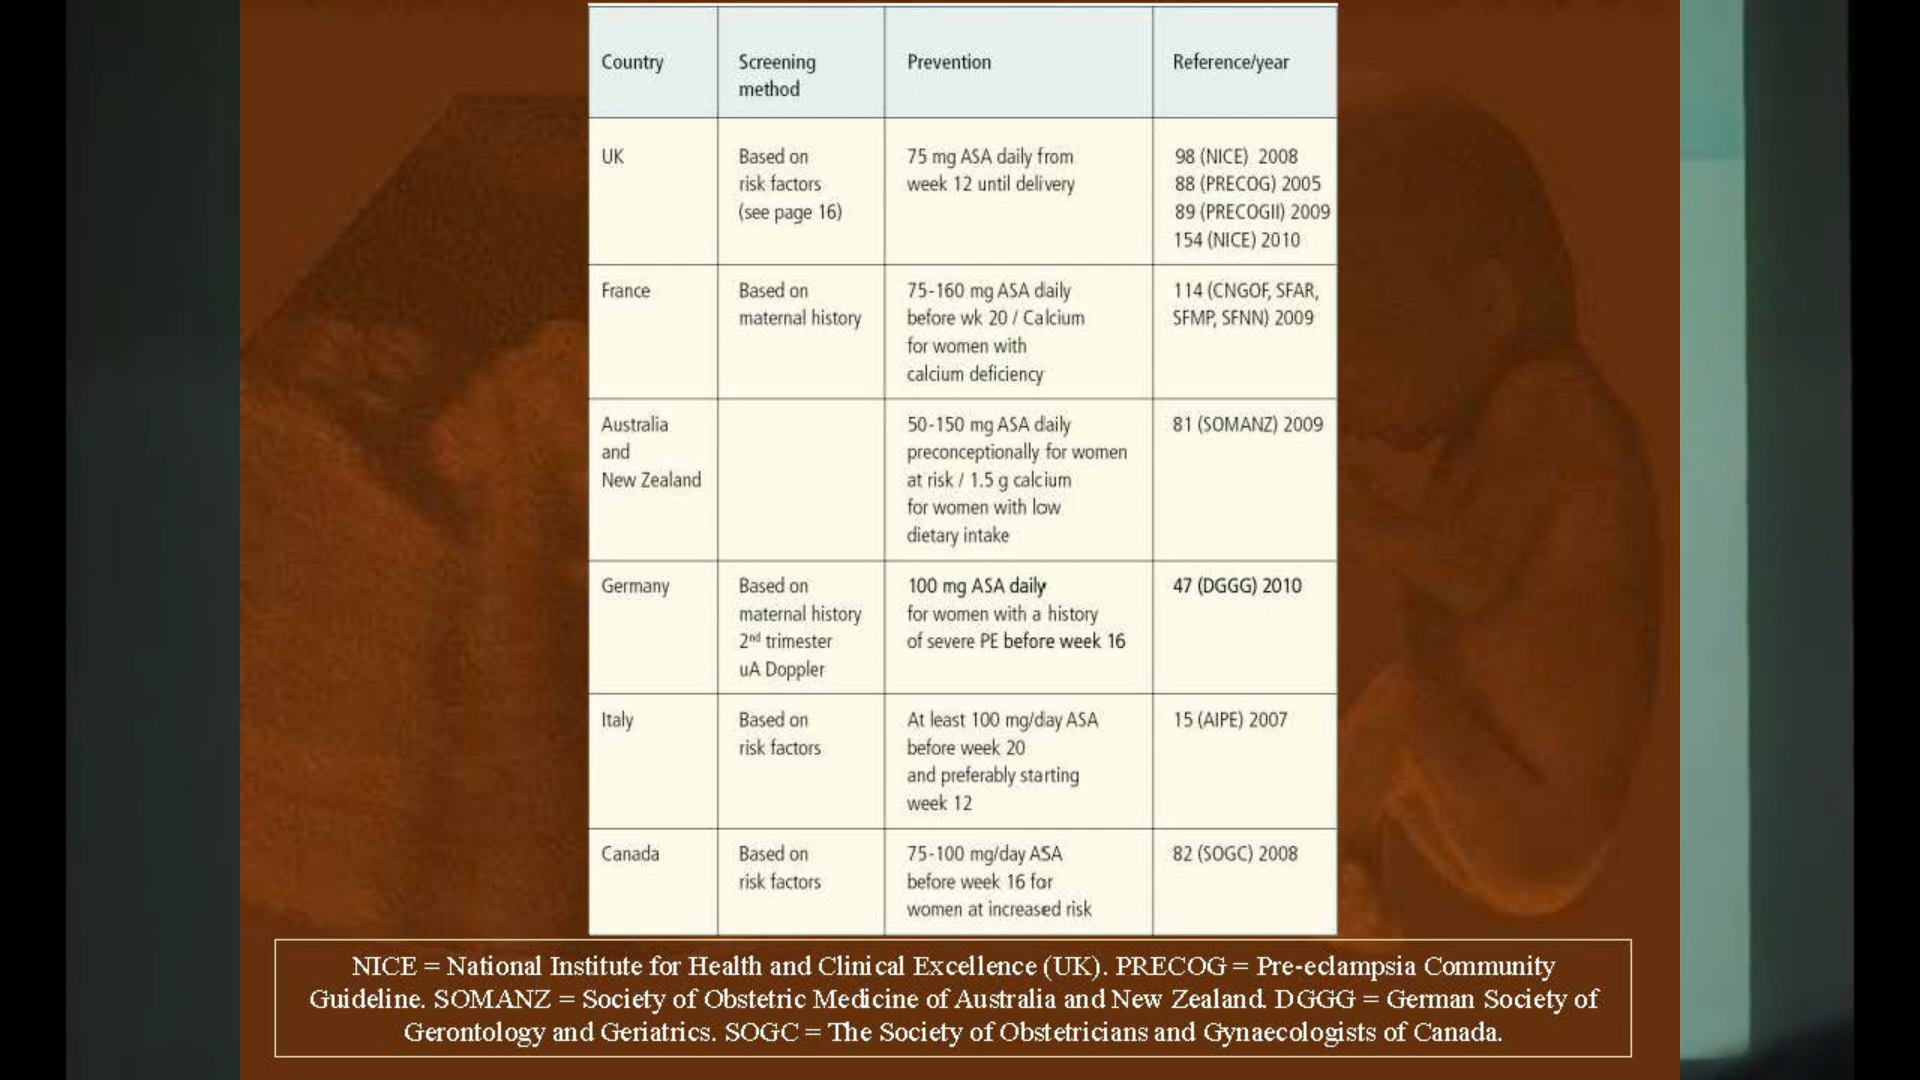 Country
Screening
method
Prevention
Reference/year
UK
Based on
risk factors
(see page 16)
75 mg ASA daily from
week 12 until delivery
98 (NICE) 2008
88 (PRECOG) 2005
89 (PRECOGII) 2009
154 (NICE) 2010
France
Based on
maternal history
75-160 mg ASA daily
before wk 20 / Calcium
for women with
calcium deficiency
114 (CNGOF, SFAR,
SFMP, SFNN) 2009
Australia
and
New Zealand
50-150 mg ASA daily
preconceptionally for women
at risk / 1.5 g calcium
for women with low
dietary intake
81 (SOMANZ) 2009
Germany
Based on
maternal history
2nd trimester
uA Doppler
100 mg ASA daily
for women with a history
of severe PE before week 16
47 (DGGG) 2010
Italy
Based on
risk factors
At least 100 mg/day ASA
before week 20
and preferably starting
week 12
15 (AIPE) 2007
Canada
Based on
risk factors
75-100 mg/day ASA
before week 16 for
women at increased risk
82 (SOGC) 2008
NICE = National Institute for Health and Clinical Excellence (UK). PRECOG = Pre-eclampsia Community
Guideline. SOMANZ = Society of Obstetric Medicine of Australia and New Zealand. DGGG = German Society of
Gerontology and Geriatrics. SOGC = The Society of Obstetricians and Gynaecologists of Canada.